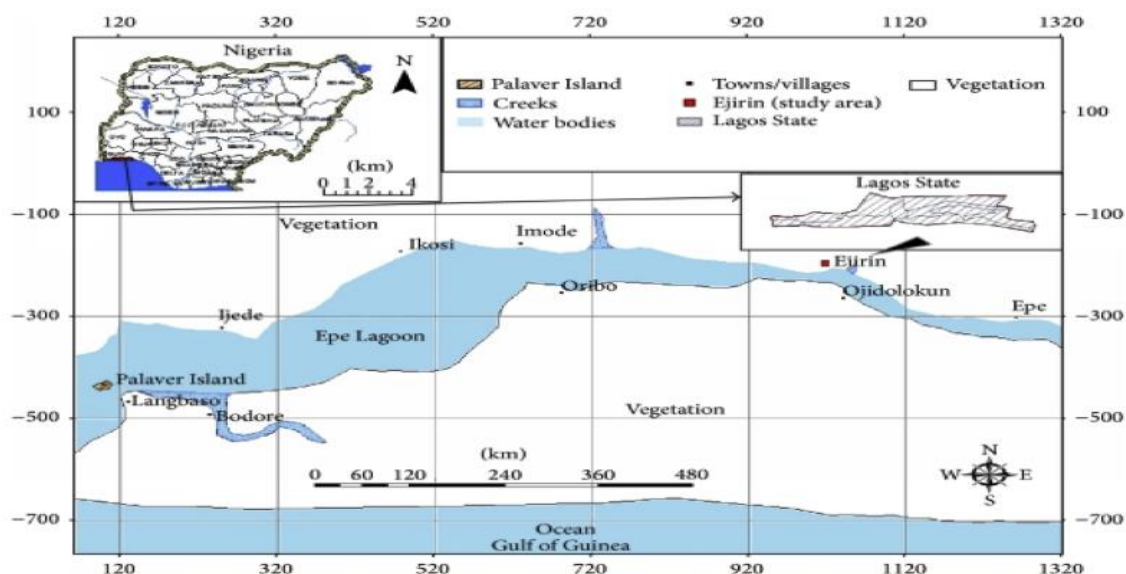 120 320 520 720 920 1120 1320
Nigeria
N
100
(km)
0 1 2 4
Palaver Island
Creeks
Water bodies
Towns/villages
Ejirin (study area)
Lagos State
Vegetation
100
Lagos State
−100
−100
Vegetation
Imode
Ikosi
Ejirin
Ojidolokun
Oribo
Epe
−300
−300
Ijede
Epe Lagoon
Palaver Island
Langbaso
Bodore
Vegetation
−500
−500
(km)
0 60 120 240 360 480
N
W E
S
−700
−700
Ocean
Gulf of Guinea
120 320 520 720 920 1120 1320